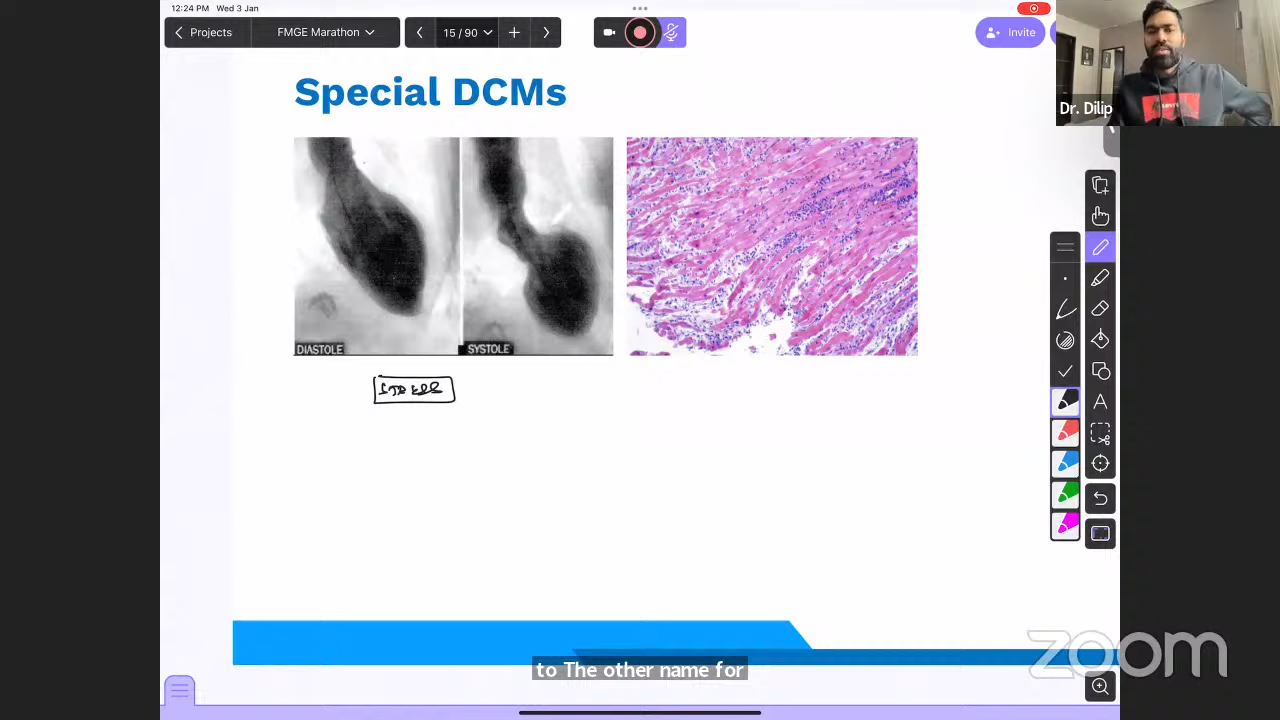 12:24 PM Wed 3 Jan
Projects
FMGE Marathon
15 / 90
Invite
Special DCMs
Dr. Dilip
DIASTOLE
SYSTOLE
STRESS
A
to The other name for
zoom